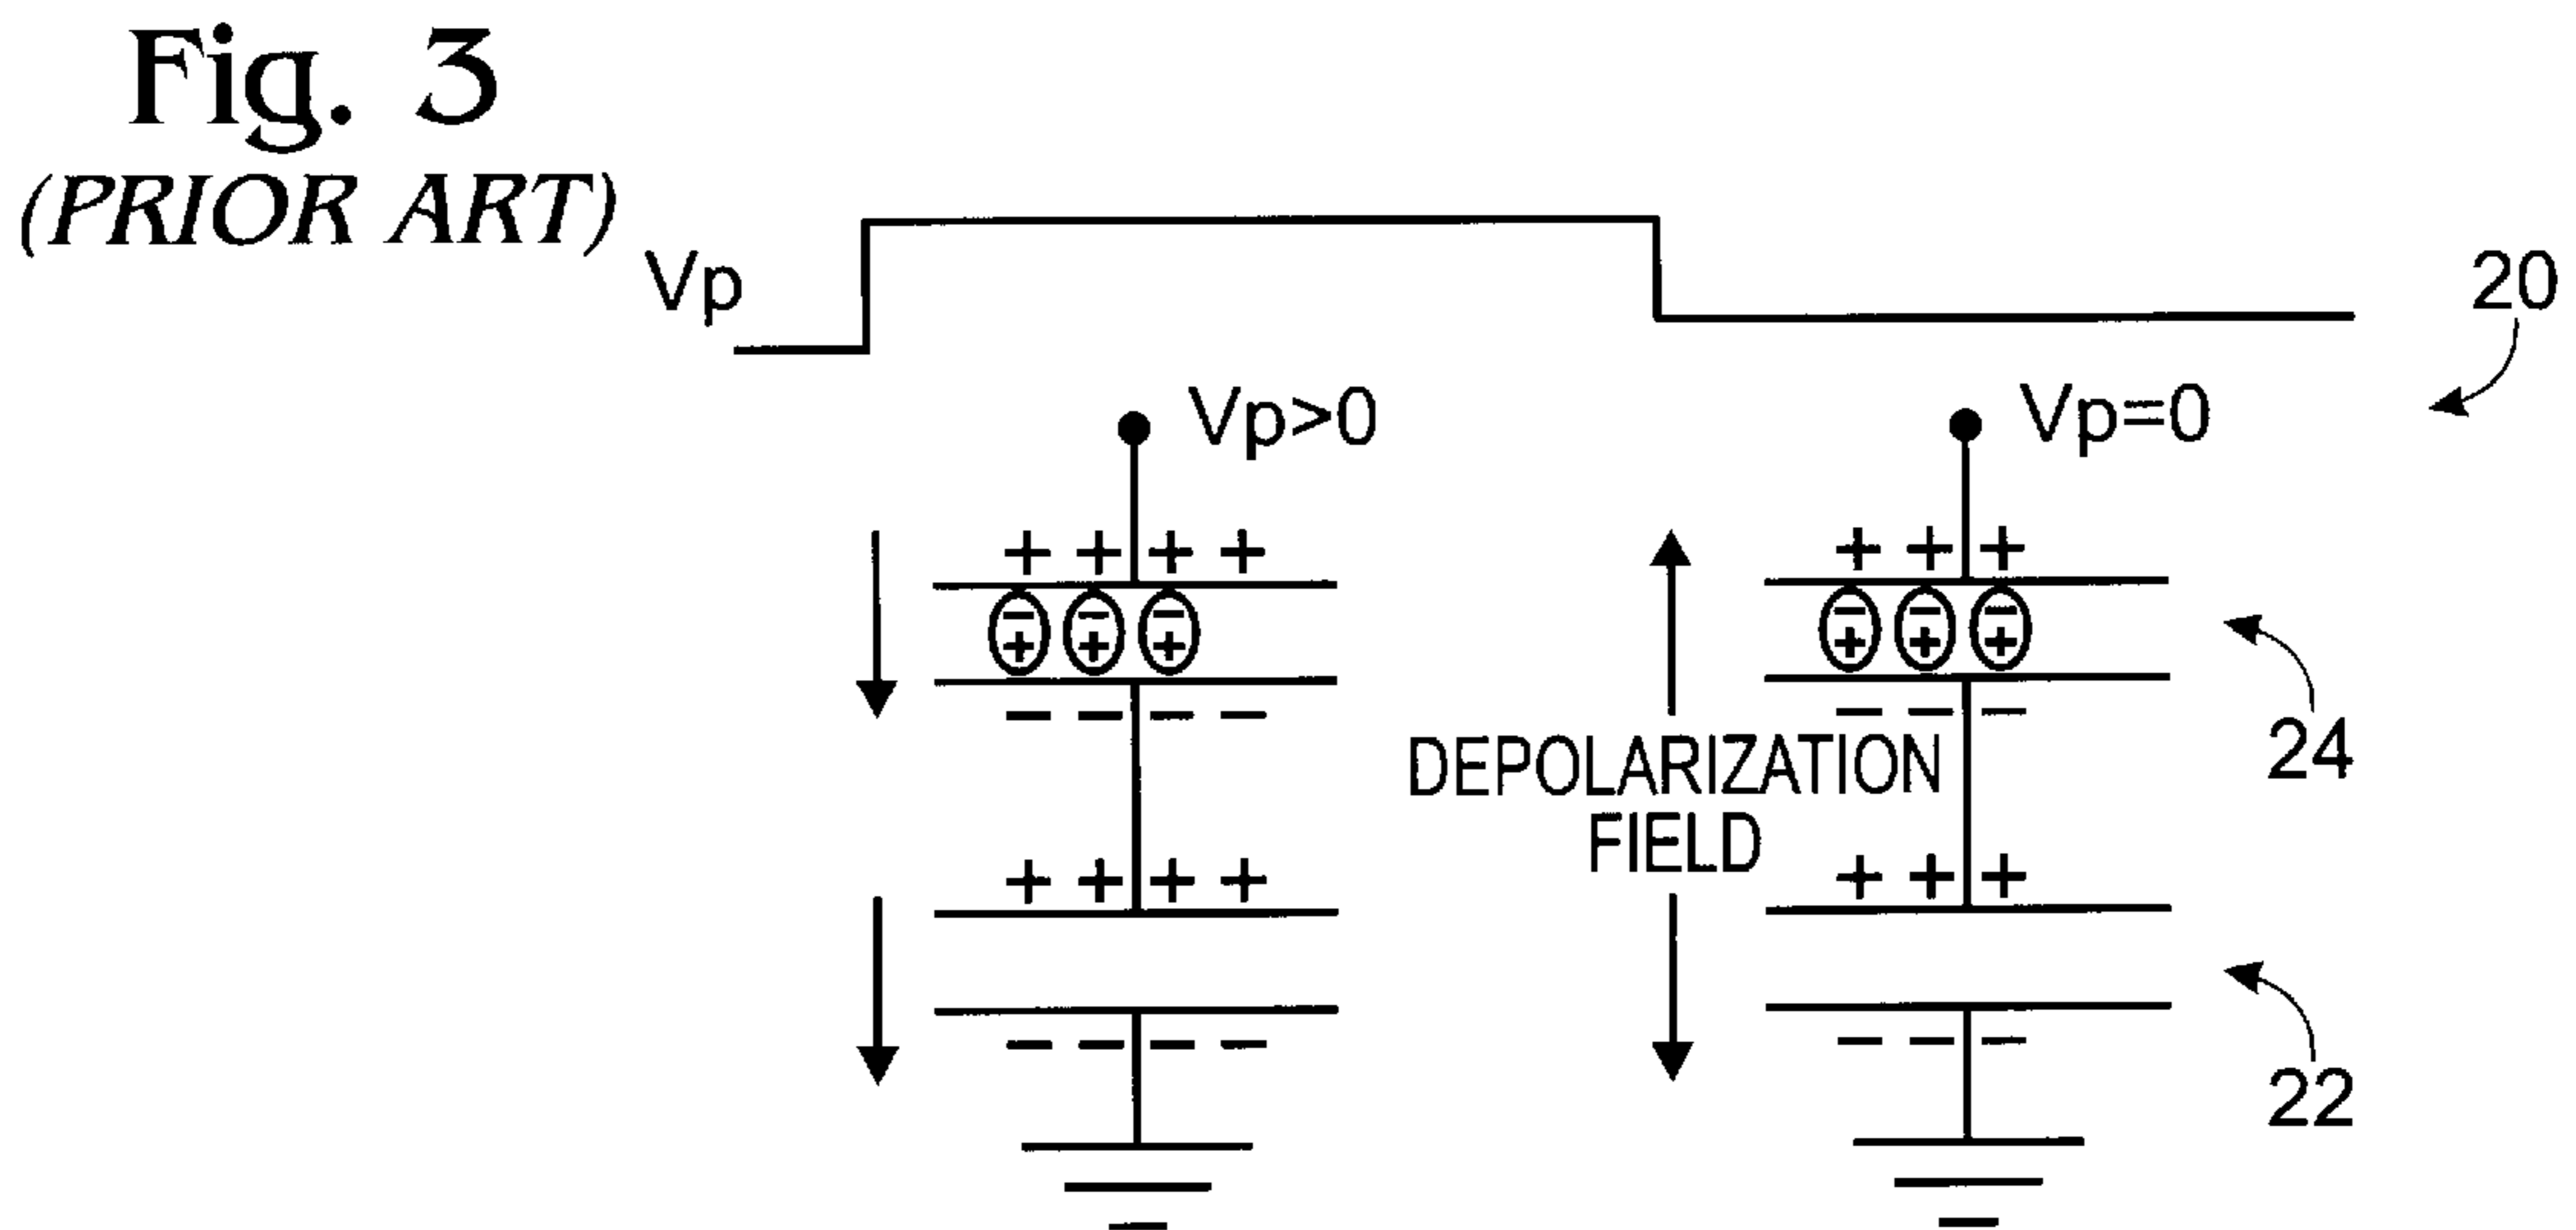 Fig. 3
(PRIOR ART)
Vp
20
Vp>0
Vp=0
+ + + +
+ + +
− − −
+ + +
− − −
+ + +
− − − −
− − −
24
DEPOLARIZATION
FIELD
+ + + +
+ + +
22
− − − −
− − −